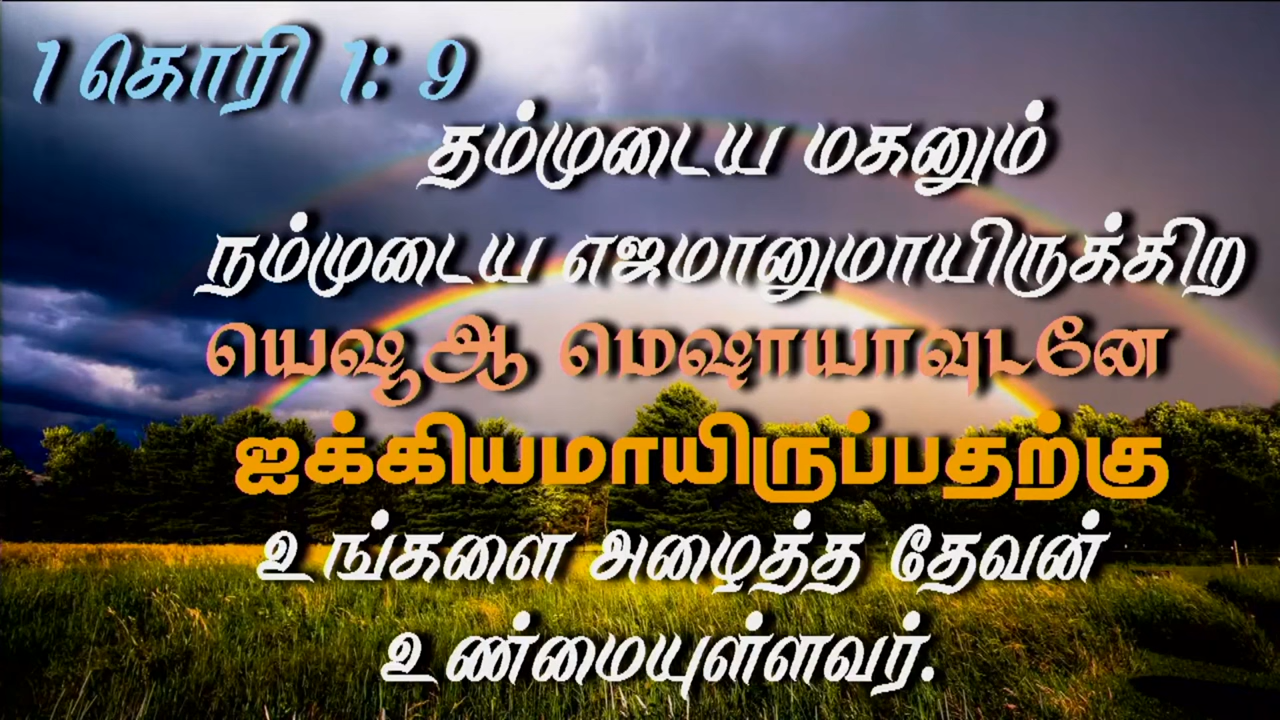 1 கொரி 1: 9
தம்முடைய மகனும்
நம்முடைய எஜமானுமாயிருக்கிற
யெஷூஆ மெஷாயாவுடனே
ஐக்கியமாயிருப்பதற்கு
உங்களை அழைத்த தேவன்
உண்மையுள்ளவர்.